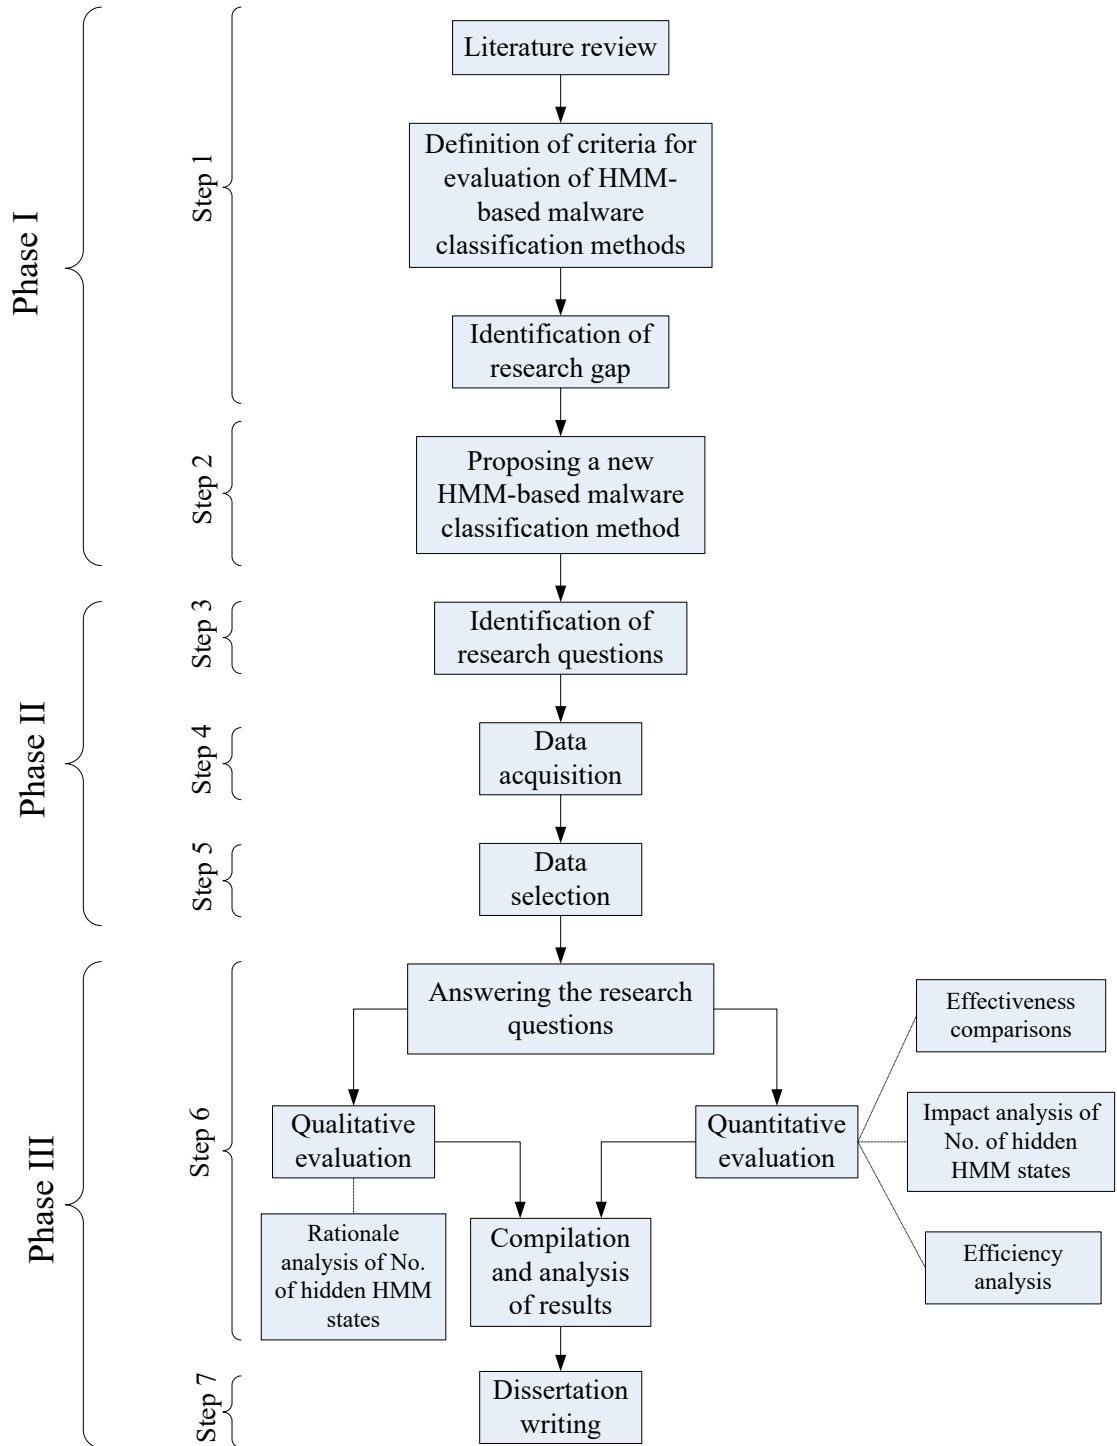 Phase I
Step 1
Literature review
Definition of criteria for
evaluation of HMM-
based malware
classification methods
Identification of
research gap
Step 2
Proposing a new
HMM-based malware
classification method
Phase II
Step 3
Identification of
research questions
Step 4
Data
acquisition
Step 5
Data
selection
Phase III
Step 6
Answering the research
questions
Qualitative
evaluation
Rationale
analysis of No.
of hidden HMM
states
Quantitative
evaluation
Effectiveness
comparisons
Impact analysis of
No. of hidden
HMM states
Efficiency
analysis
Compilation
and analysis
of results
Step 7
Dissertation
writing